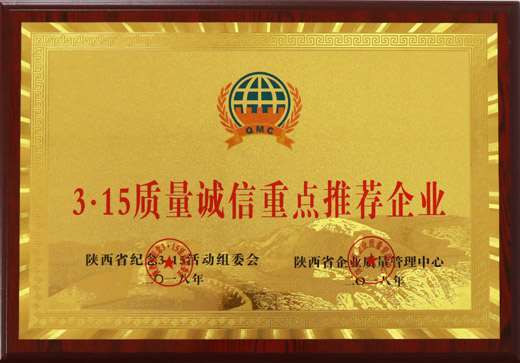 QMC
3·15质量诚信重点推荐企业
陕西省纪念3·15活动组委会
二〇一八年
陕西省企业质量管理中心
二〇一八年